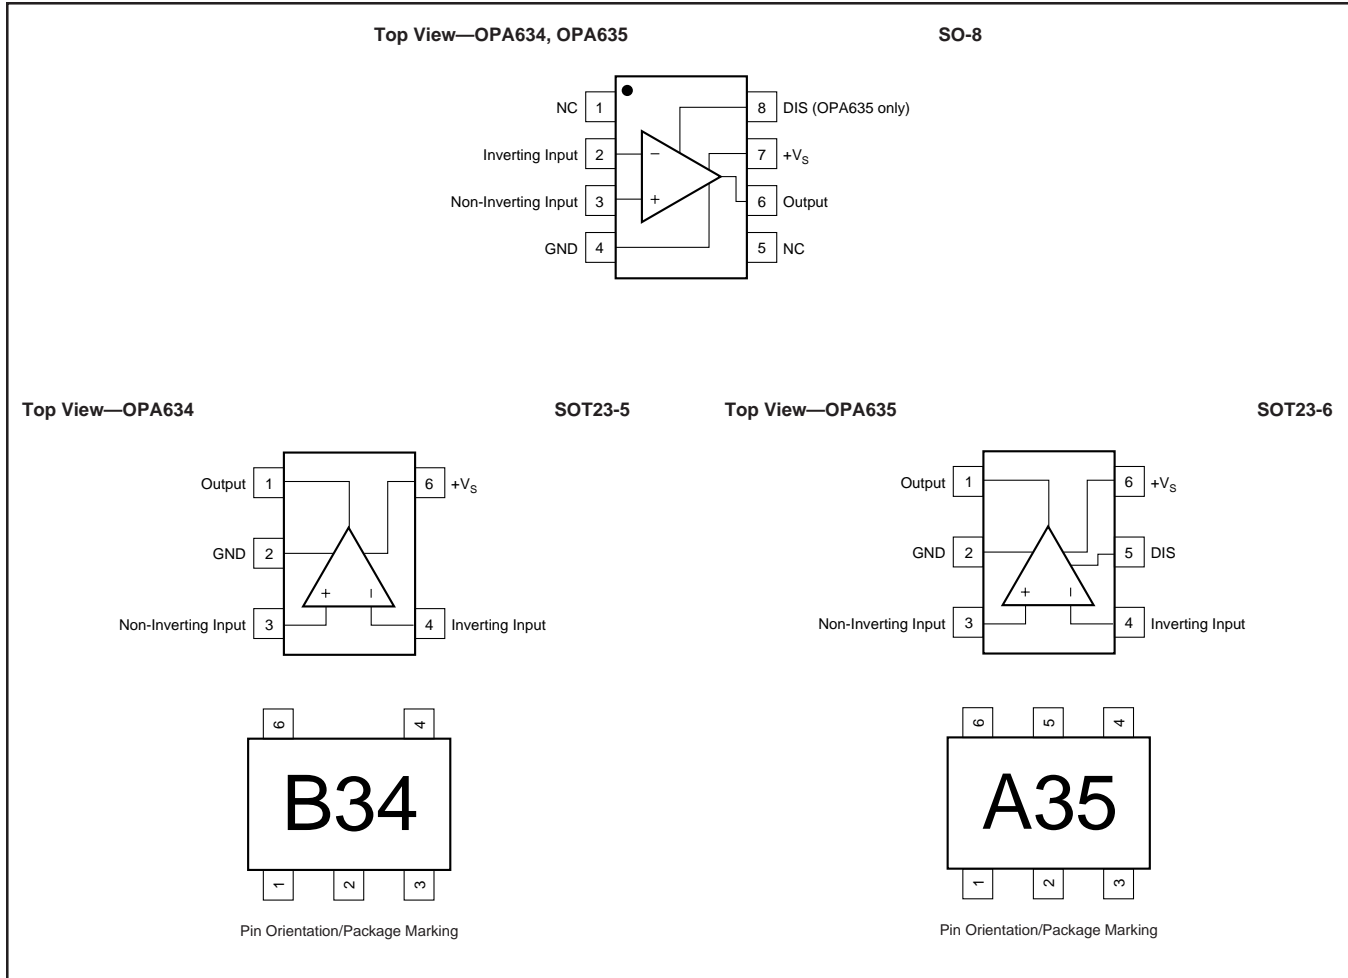 Top View—OPA634, OPA635 SO-8
NC 1 8 DIS (OPA635 only)
Inverting Input 2 − 7 +VS
Non-Inverting Input 3 + 6 Output
GND 4 5 NC
Top View—OPA634 SOT23-5
Output 1 6 +VS
GND 2
+ −
Non-Inverting Input 3 4 Inverting Input
6 4
B34
1 2 3
Pin Orientation/Package Marking
Top View—OPA635 SOT23-6
Output 1 6 +VS
GND 2 5 DIS
+ −
Non-Inverting Input 3 4 Inverting Input
6 5 4
A35
1 2 3
Pin Orientation/Package Marking